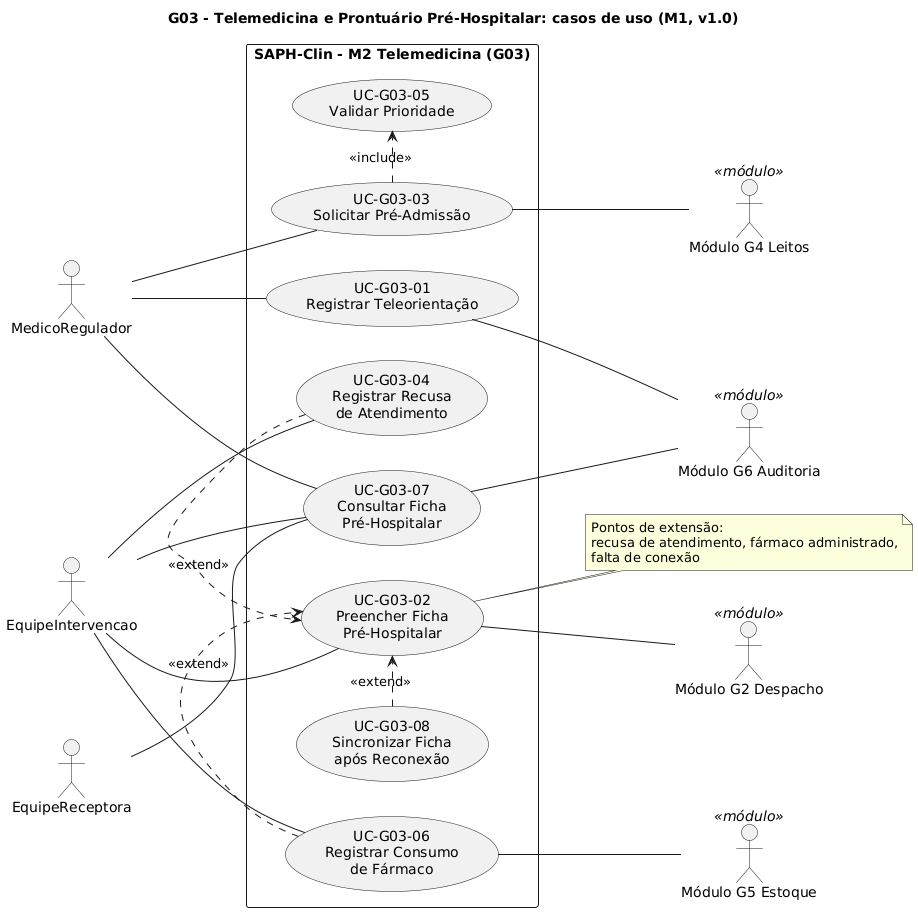 G03 - Telemedicina e Prontuário Pré-Hospitalar: casos de uso (M1, v1.0)
SAPH-Clin - M2 Telemedicina (G03)
UC-G03-05
Validar Prioridade
«include»
UC-G03-03
Solicitar Pré-Admissão
«módulo»
Módulo G4 Leitos
MedicoRegulador
UC-G03-01
Registrar Teleorientação
UC-G03-04
Registrar Recusa
de Atendimento
«módulo»
Módulo G6 Auditoria
UC-G03-07
Consultar Ficha
Pré-Hospitalar
Pontos de extensão:
recusa de atendimento, fármaco administrado,
falta de conexão
«extend»
EquipeIntervencao
UC-G03-02
Preencher Ficha
Pré-Hospitalar
«módulo»
Módulo G2 Despacho
«extend»
«extend»
UC-G03-08
Sincronizar Ficha
após Reconexão
EquipeReceptora
UC-G03-06
Registrar Consumo
de Fármaco
«módulo»
Módulo G5 Estoque